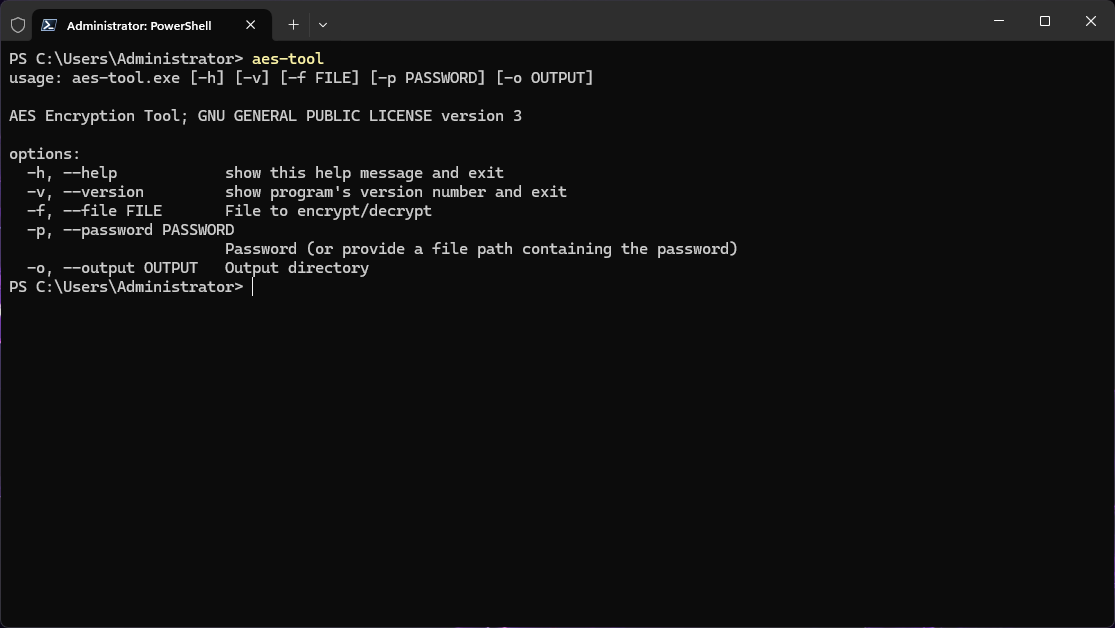 Administrator: PowerShell
PS C:\Users\Administrator> aes-tool
usage: aes-tool.exe [-h] [-v] [-f FILE] [-p PASSWORD] [-o OUTPUT]

AES Encryption Tool; GNU GENERAL PUBLIC LICENSE version 3

options:
  -h, --help            show this help message and exit
  -v, --version         show program's version number and exit
  -f, --file FILE       File to encrypt/decrypt
  -p, --password PASSWORD
                        Password (or provide a file path containing the password)
  -o, --output OUTPUT   Output directory
PS C:\Users\Administrator>